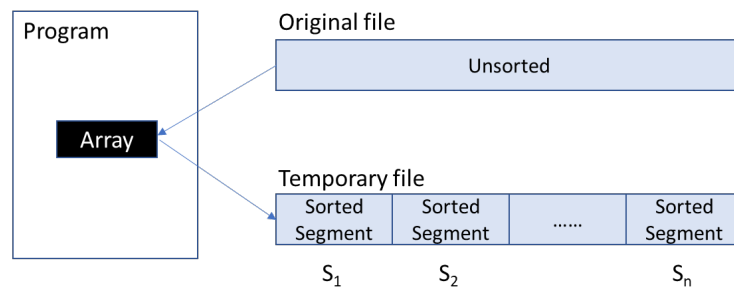 Program
Original file
Unsorted
Array
Temporary file
Sorted Segment
Sorted Segment
......
Sorted Segment
S₁
S₂
Sₙ